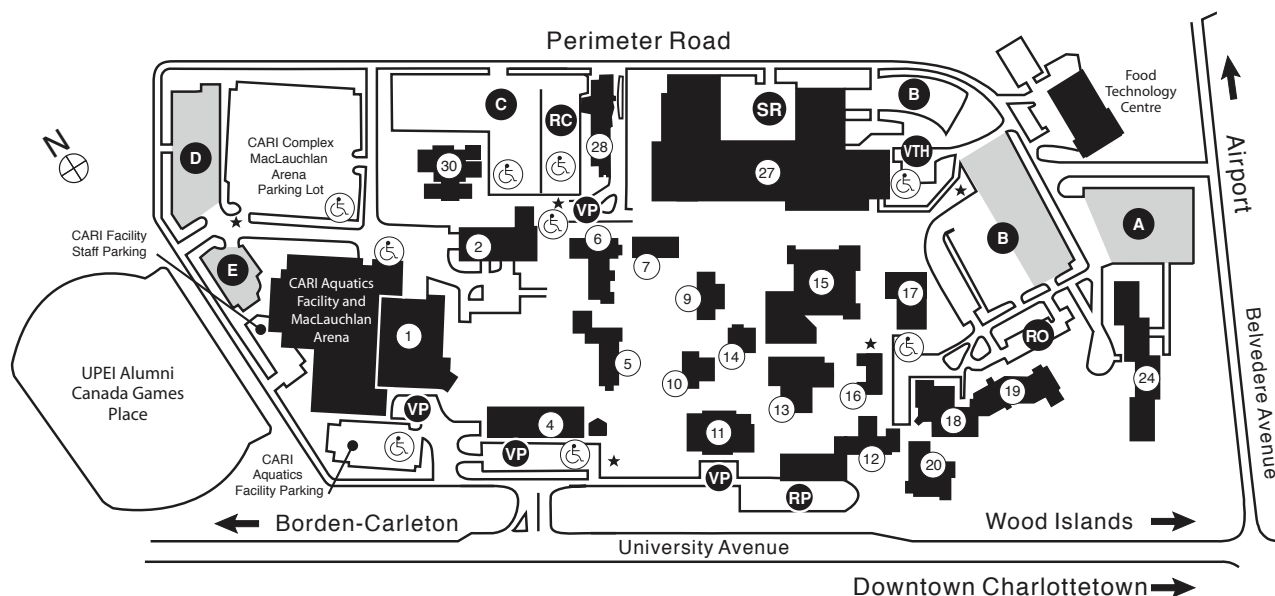 Perimeter Road
N
D
CARI Complex
MacLauchlan
Arena
Parking Lot
C
RC
28
30
SR
27
B
VTH
Food
Technology
Centre
Airport
A
B
CARI Facility
Staff Parking
E
2
VP
6
7
9
15
17
CARI Aquatics
Facility and
MacLauchlan
Arena
1
UPEI Alumni
Canada Games
Place
5
10
14
13
16
RO
19
24
Belvedere Avenue
VP
4
VP
11
VP
12
18
20
RP
CARI
Aquatics
Facility Parking
Borden-Carleton
Wood Islands
University Avenue
Downtown Charlottetown